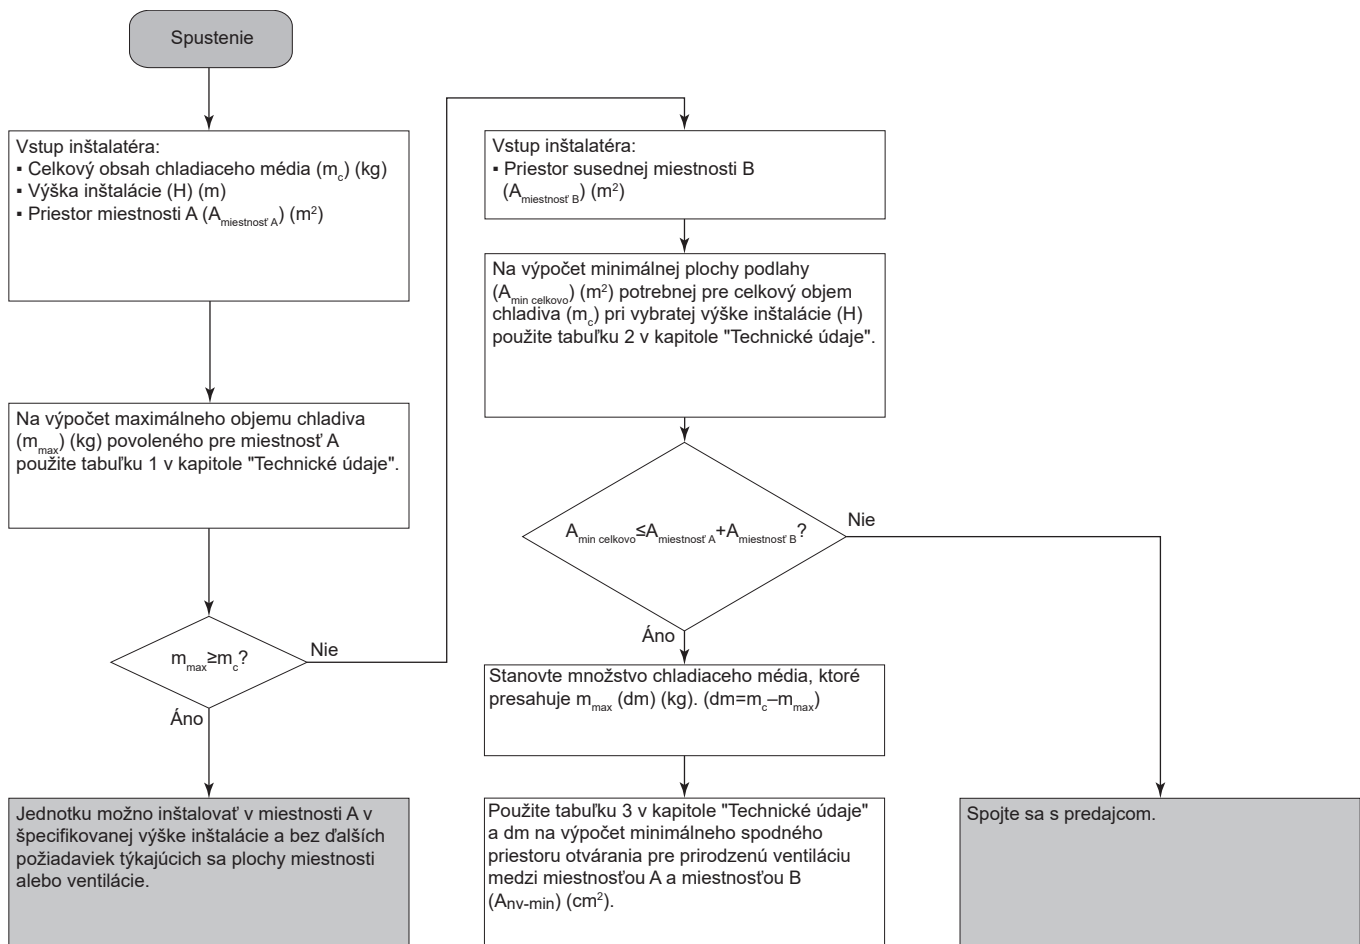 Spustenie
Vstup inštalatéra:
▪ Celkový obsah chladiaceho média (mc) (kg)
▪ Výška inštalácie (H) (m)
▪ Priestor miestnosti A (Amiestnosť A) (m²)
Na výpočet maximálneho objemu chladiva
(mmax) (kg) povoleného pre miestnosť A
použite tabuľku 1 v kapitole "Technické údaje".
mmax≥mc?
Nie
Áno
Jednotku možno inštalovať v miestnosti A v
špecifikovanej výške inštalácie a bez ďalších
požiadaviek týkajúcich sa plochy miestnosti
alebo ventilácie.
Vstup inštalatéra:
▪ Priestor susednej miestnosti B
(Amiestnosť B) (m²)
Na výpočet minimálnej plochy podlahy
(Amin celkovo) (m²) potrebnej pre celkový objem
chladiva (mc) pri vybratej výške inštalácie (H)
použite tabuľku 2 v kapitole "Technické údaje".
Amin celkovo≤Amiestnosť A+Amiestnosť B?
Nie
Áno
Stanovte množstvo chladiaceho média, ktoré
presahuje mmax (dm) (kg). (dm=mc–mmax)
Použite tabuľku 3 v kapitole "Technické údaje"
a dm na výpočet minimálneho spodného
priestoru otvárania pre prirodzenú ventiláciu
medzi miestnosťou A a miestnosťou B
(Anv-min) (cm²).
Spojte sa s predajcom.